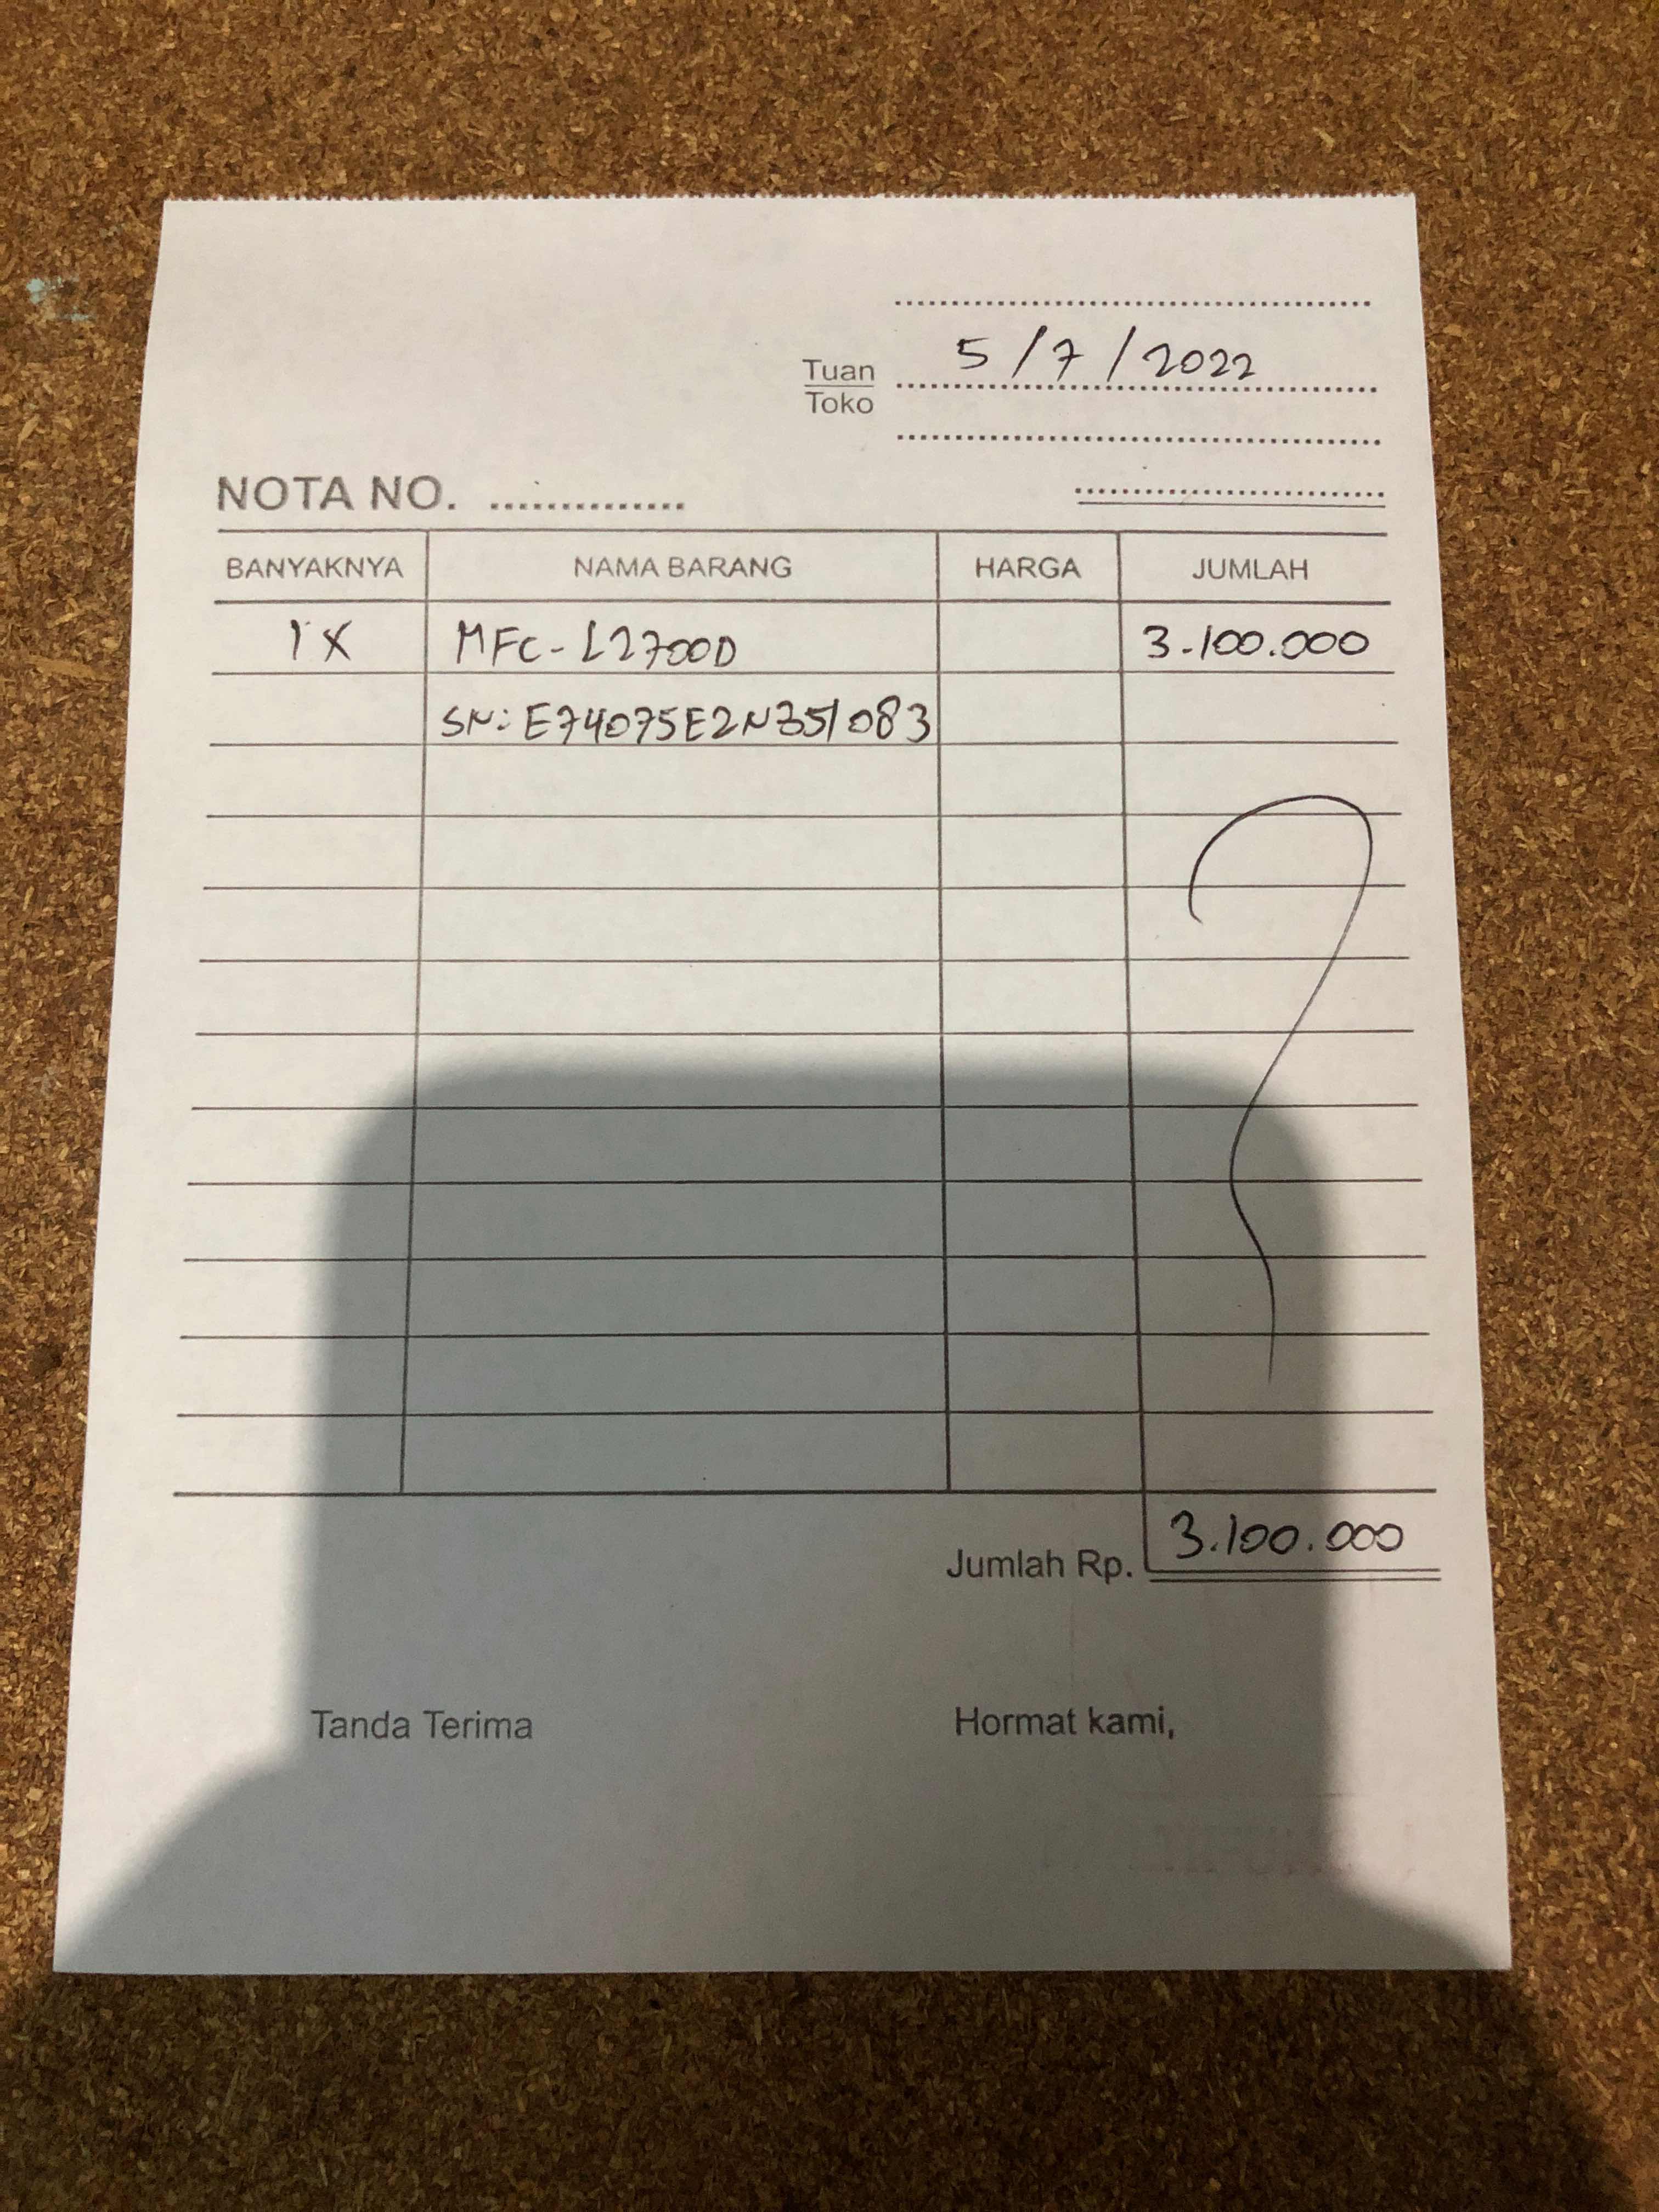 5/7/2022
Tuan
Toko
NOTA NO. ..............
BANYAKNYA NAMA BARANG HARGA JUMLAH
1X MFC-L2700D 3.100.000
SN: E74075E2N351083
Jumlah Rp. 3.100.000
Tanda Terima Hormat kami,